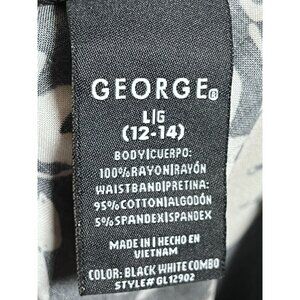 GEORGE®
L|G
(12-14)
BODY|CUERPO:
100%RAYON|RAYÓN
WAISTBAND|PRETINA:
95%COTTON|ALGODÓN
5%SPANDEX|SPANDEX
MADE IN | HECHO EN
VIETNAM
COLOR: BLACK WHITE COMBO
STYLE# GL12902